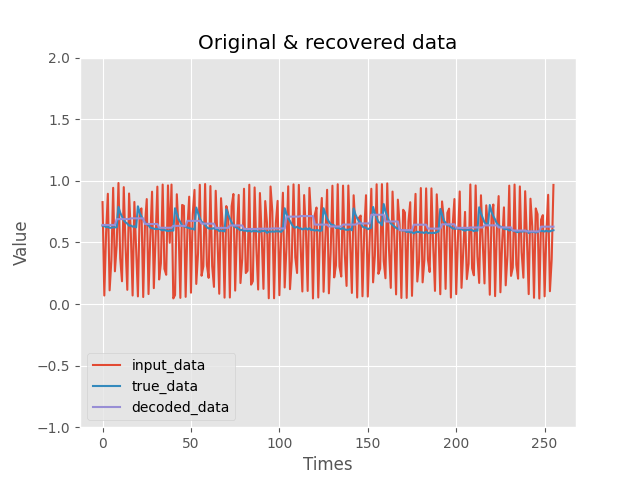 Original & recovered data
2.0
1.5
1.0
0.5
0.0
−0.5
−1.0
Value
input_data
true_data
decoded_data
0 50 100 150 200 250
Times